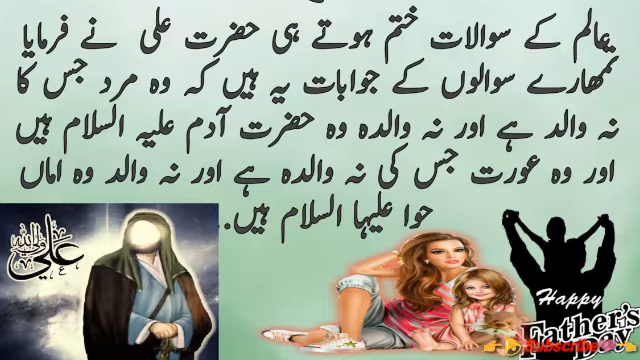 عالم کے سوالات ختم ہوتے ہی حضرت علی نے فرمایا
تمھارے سوالوں کے جوابات یہ ہیں کہ وہ مرد جس کا
نہ والد ہے اور نہ والدہ وہ حضرت آدم علیہ السلام ہیں
اور وہ عورت جس کی نہ والدہ ہے اور نہ والد وہ اماں
حوا علیہا السلام ہیں..
Happy
Father's
Day
Subscribe